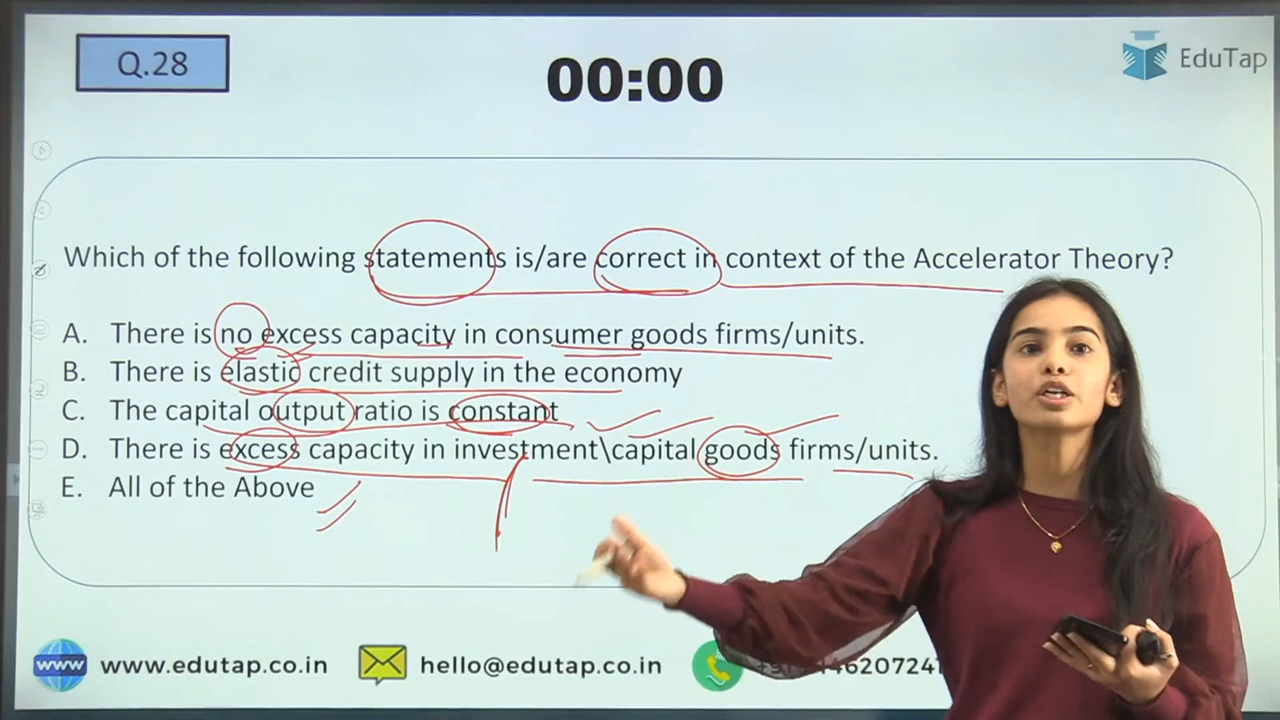 Q.28
00:00
EduTap
Which of the following statements is/are correct in context of the Accelerator Theory?
A. There is no excess capacity in consumer goods firms/units.
B. There is elastic credit supply in the economy
C. The capital output ratio is constant
D. There is excess capacity in investment\capital goods firms/units.
E. All of the Above
www www.edutap.co.in hello@edutap.co.in